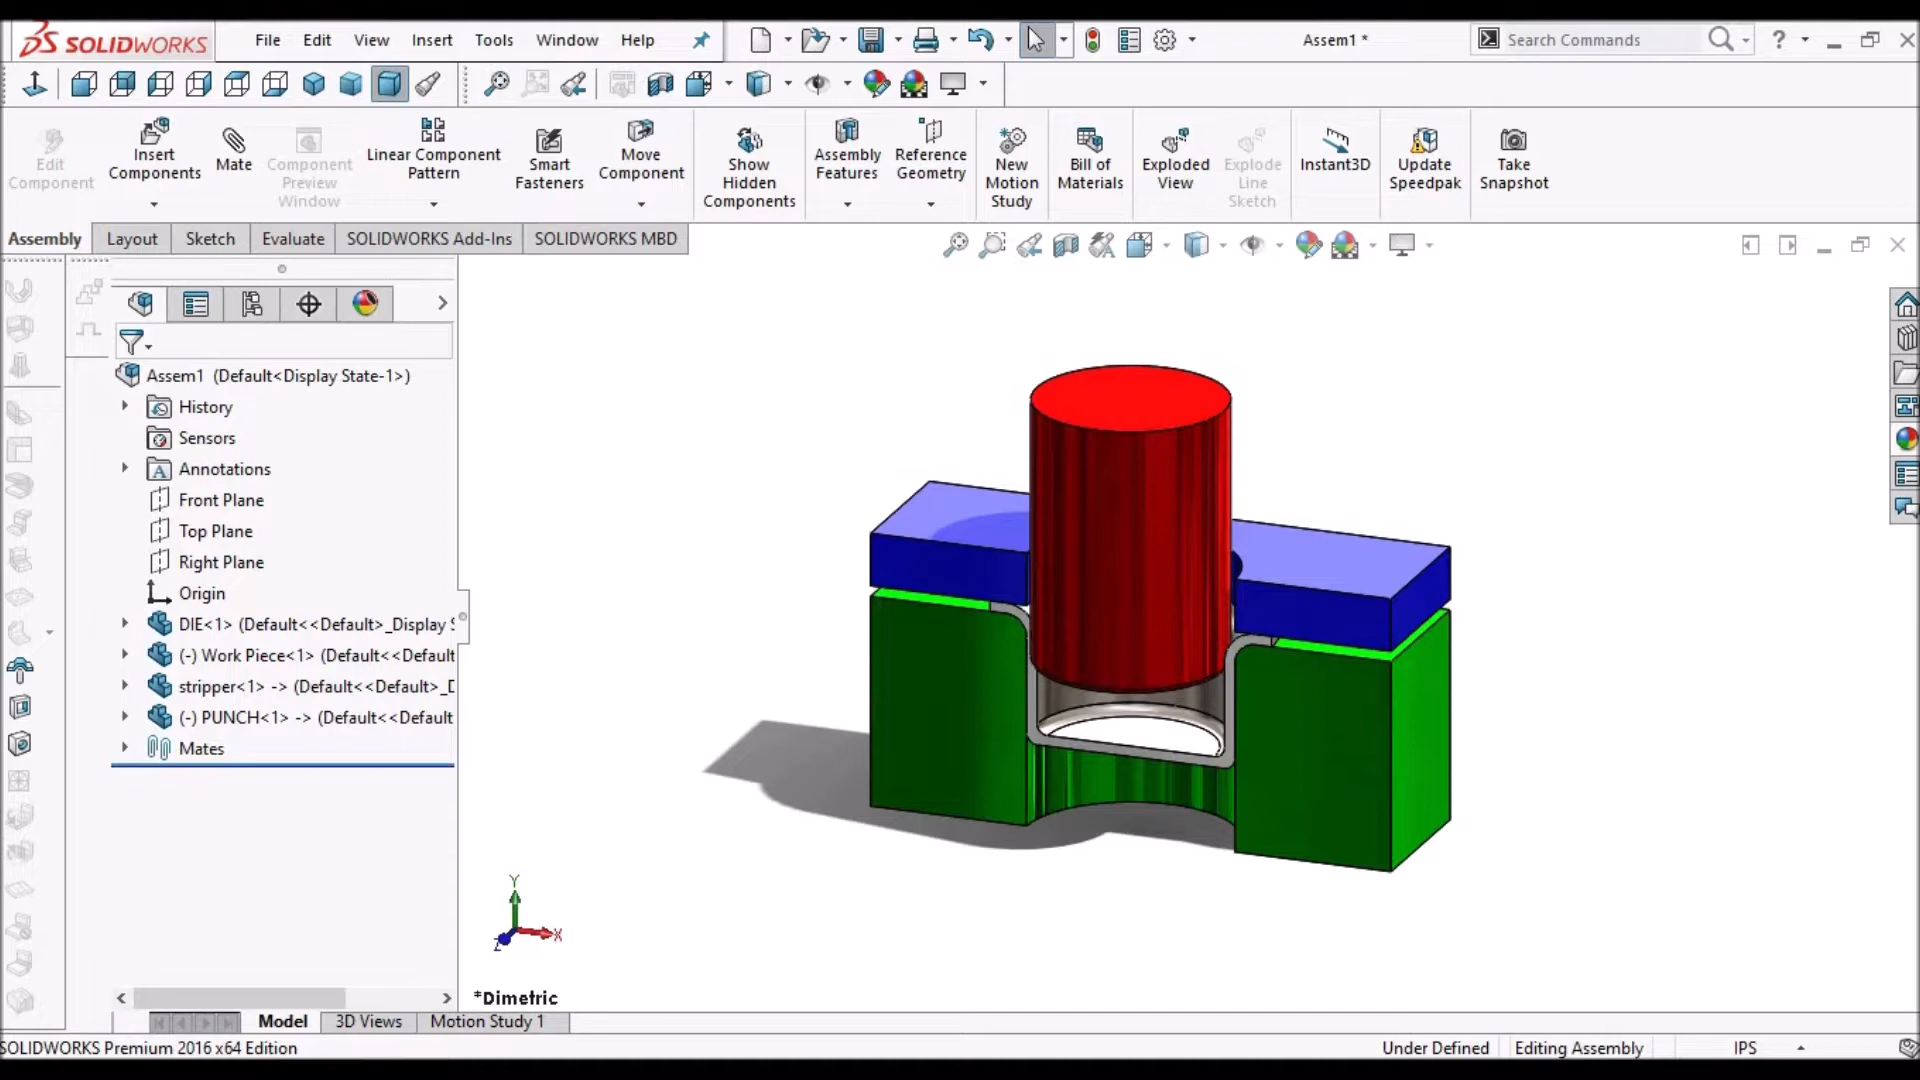 SOLIDWORKS File Edit View Insert Tools Window Help Assem1 * Search Commands ?
Edit Component
Insert Components
Mate
Component Preview Window
Linear Component Pattern
Smart Fasteners
Move Component
Show Hidden Components
Assembly Features
Reference Geometry
New Motion Study
Bill of Materials
Exploded View
Explode Line Sketch
Instant3D
Update Speedpak
Take Snapshot
Assembly Layout Sketch Evaluate SOLIDWORKS Add-Ins SOLIDWORKS MBD
Assem1 (Default<Display State-1>)
History
Sensors
Annotations
Front Plane
Top Plane
Right Plane
Origin
DIE<1> (Default<<Default>_Display
(-) Work Piece<1> (Default<<Default
stripper<1> -> (Default<<Default>_D
(-) PUNCH<1> -> (Default<<Default
Mates
Y
X
Z
*Dimetric
Model 3D Views Motion Study 1
SOLIDWORKS Premium 2016 x64 Edition Under Defined Editing Assembly IPS